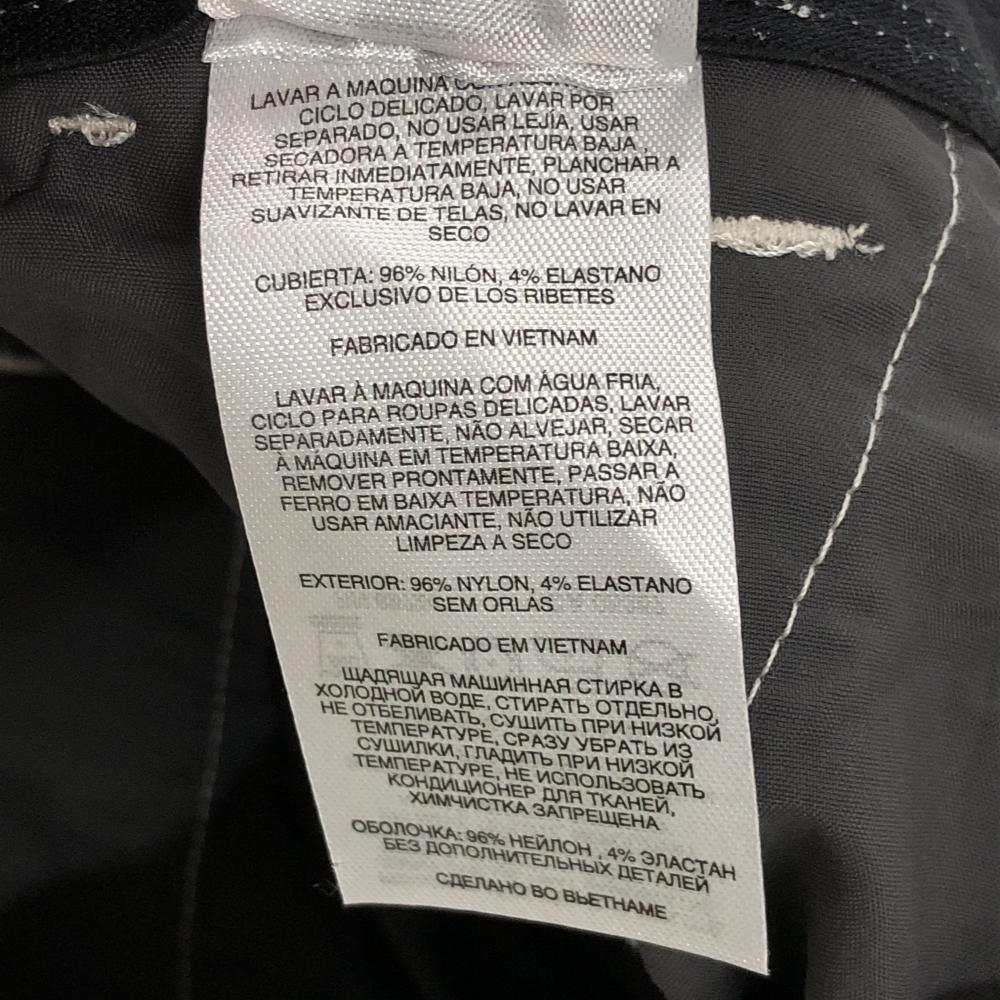 LAVAR A MAQUINA
CICLO DELICADO, LAVAR POR
SEPARADO, NO USAR LEJIA, USAR
SECADORA A TEMPERATURA BAJA ,
RETIRAR INMEDIATAMENTE, PLANCHAR A
TEMPERATURA BAJA, NO USAR
SUAVIZANTE DE TELAS, NO LAVAR EN
SECO
CUBIERTA: 96% NILÓN, 4% ELASTANO
EXCLUSIVO DE LOS RIBETES
FABRICADO EN VIETNAM
LAVAR À MAQUINA COM ÁGUA FRIA,
CICLO PARA ROUPAS DELICADAS, LAVAR
SEPARADAMENTE, NÃO ALVEJAR, SECAR
À MÁQUINA EM TEMPERATURA BAIXA,
REMOVER PRONTAMENTE, PASSAR A
FERRO EM BAIXA TEMPERATURA, NÃO
USAR AMACIANTE, NÃO UTILIZAR
LIMPEZA A SECO
EXTERIOR: 96% NYLON, 4% ELASTANO
SEM ORLAS
FABRICADO EM VIETNAM
ЩАДЯЩАЯ МАШИННАЯ СТИРКА В
ХОЛОДНОЙ ВОДЕ, СТИРАТЬ ОТДЕЛЬНО,
НЕ ОТБЕЛИВАТЬ, СУШИТЬ ПРИ НИЗКОЙ
ТЕМПЕРАТУРЕ, СРАЗУ УБРАТЬ ИЗ
СУШИЛКИ, ГЛАДИТЬ ПРИ НИЗКОЙ
ТЕМПЕРАТУРЕ, НЕ ИСПОЛЬЗОВАТЬ
КОНДИЦИОНЕР ДЛЯ ТКАНЕЙ,
ХИМЧИСТКА ЗАПРЕЩЕНА
ОБОЛОЧКА: 96% НЕЙЛОН , 4% ЭЛАСТАН
БЕЗ ДОПОЛНИТЕЛЬНЫХ ДЕТАЛЕЙ
СДЕЛАНО ВО ВЬЕТНАМЕ